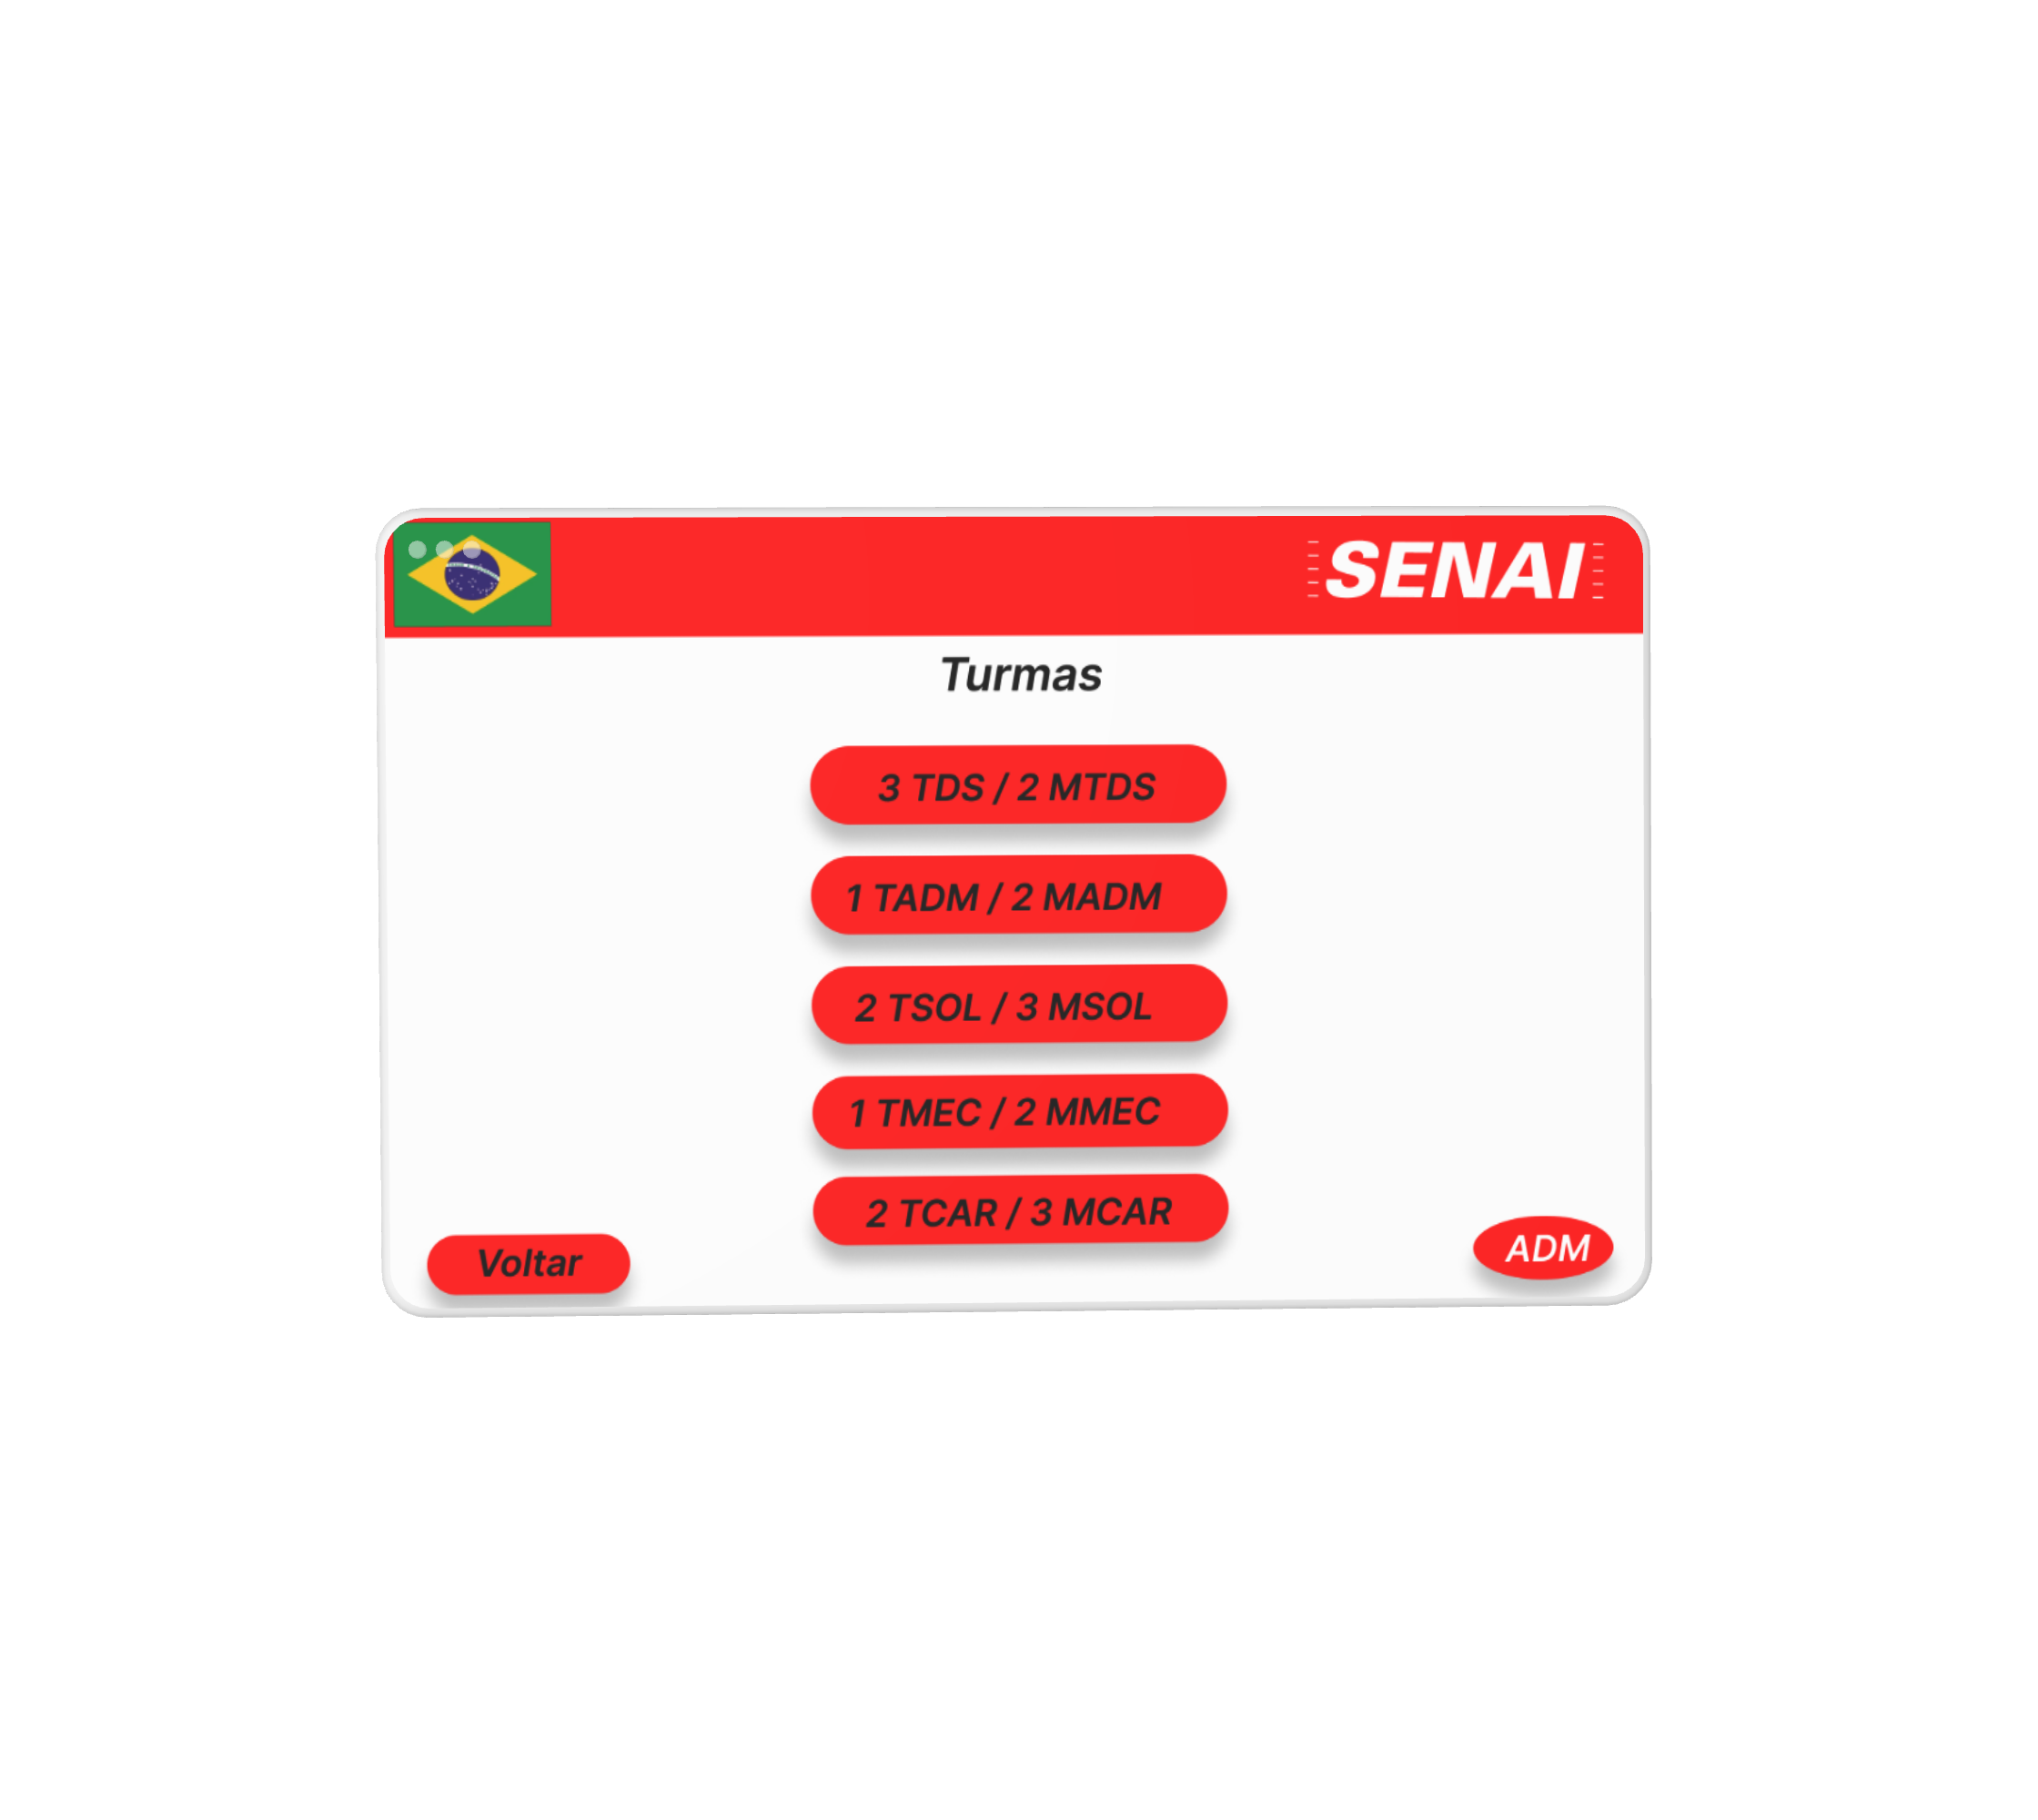 SENAI
Turmas
3 TDS / 2 MTDS
1 TADM / 2 MADM
2 TSOL / 3 MSOL
1 TMEC / 2 MMEC
2 TCAR / 3 MCAR
Voltar
ADM